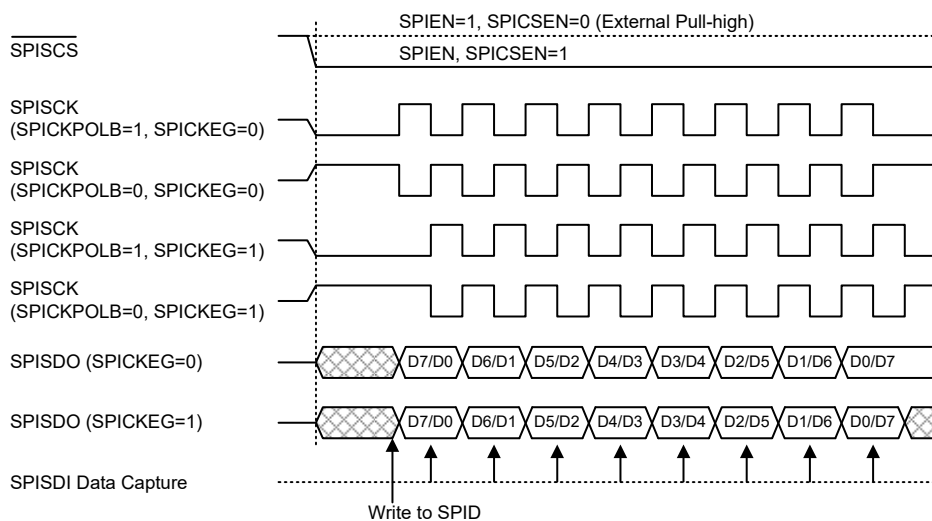 SPIEN=1, SPICSEN=0 (External Pull-high)
SPISCS
SPIEN, SPICSEN=1
SPISCK
(SPICKPOLB=1, SPICKEG=0)
SPISCK
(SPICKPOLB=0, SPICKEG=0)
SPISCK
(SPICKPOLB=1, SPICKEG=1)
SPISCK
(SPICKPOLB=0, SPICKEG=1)
SPISDO (SPICKEG=0) D7/D0 D6/D1 D5/D2 D4/D3 D3/D4 D2/D5 D1/D6 D0/D7
SPISDO (SPICKEG=1) D7/D0 D6/D1 D5/D2 D4/D3 D3/D4 D2/D5 D1/D6 D0/D7
SPISDI Data Capture
Write to SPID